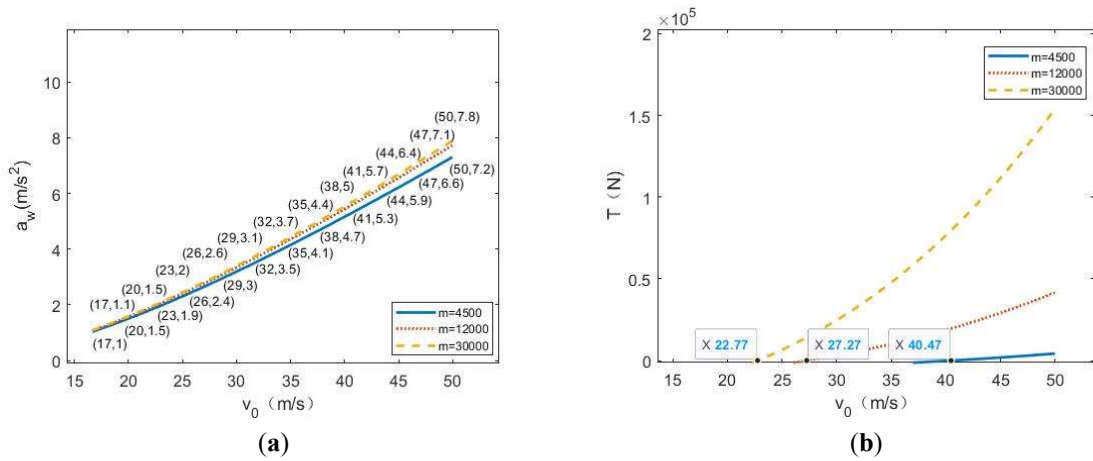 10
8
6
4
2
0
a_w(m/s²)
(50,7.8)
(47,7.1)
(44,6.4)
(41,5.7)
(38,5)
(35,4.4)
(32,3.7)
(29,3.1)
(26,2.6)
(23,2)
(20,1.5)
(17,1.1)
(50,7.2)
(47,6.6)
(44,5.9)
(41,5.3)
(38,4.7)
(35,4.1)
(32,3.5)
(29,3)
(26,2.4)
(23,1.9)
(20,1.5)
(17,1)
m=4500
m=12000
m=30000
15 20 25 30 35 40 45 50
v_0（m/s）
(a)
×10⁵
2
1.5
1
0.5
0
T（N）
m=4500
m=12000
m=30000
X 22.77
X 27.27
X 40.47
15 20 25 30 35 40 45 50
v_0（m/s）
(b)